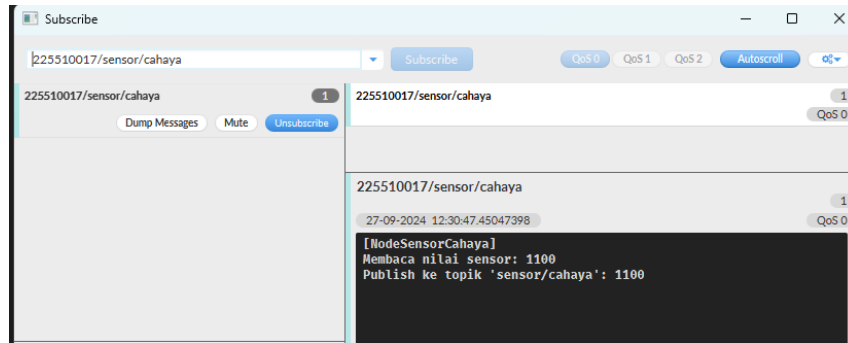 Subscribe
225510017/sensor/cahaya
Subscribe
QoS 0 QoS 1 QoS 2 Autoscroll
225510017/sensor/cahaya 1
Dump Messages Mute Unsubscribe
225510017/sensor/cahaya 1
QoS 0
225510017/sensor/cahaya
1
27-09-2024 12:30:47.45047398 QoS 0
[NodeSensorCahaya]
Membaca nilai sensor: 1100
Publish ke topik 'sensor/cahaya': 1100